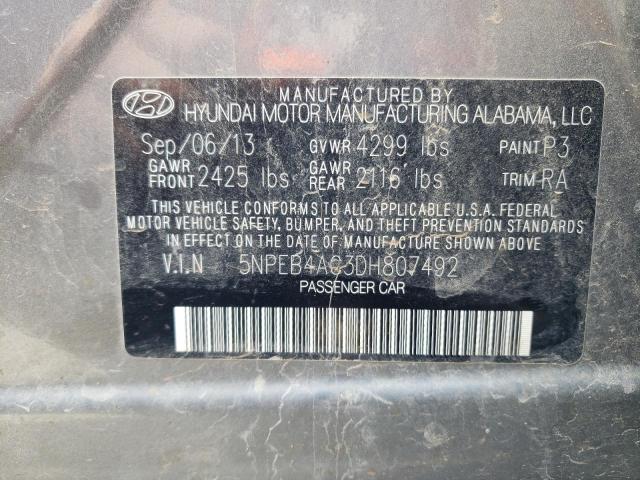 MANUFACTURED BY
HYUNDAI MOTOR MANUFACTURING ALABAMA, LLC
Sep/06/13 GVWR 4299 lbs PAINT P3
GAWR FRONT 2425 lbs GAWR REAR 2116 lbs TRIM RA
THIS VEHICLE CONFORMS TO ALL APPLICABLE U.S.A. FEDERAL
MOTOR VEHICLE SAFETY, BUMPER, AND THEFT PREVENTION STANDARDS
IN EFFECT ON THE DATE OF MANUFACTURE SHOWN ABOVE.
V.I.N 5NPEB4AC3DH807492
PASSENGER CAR